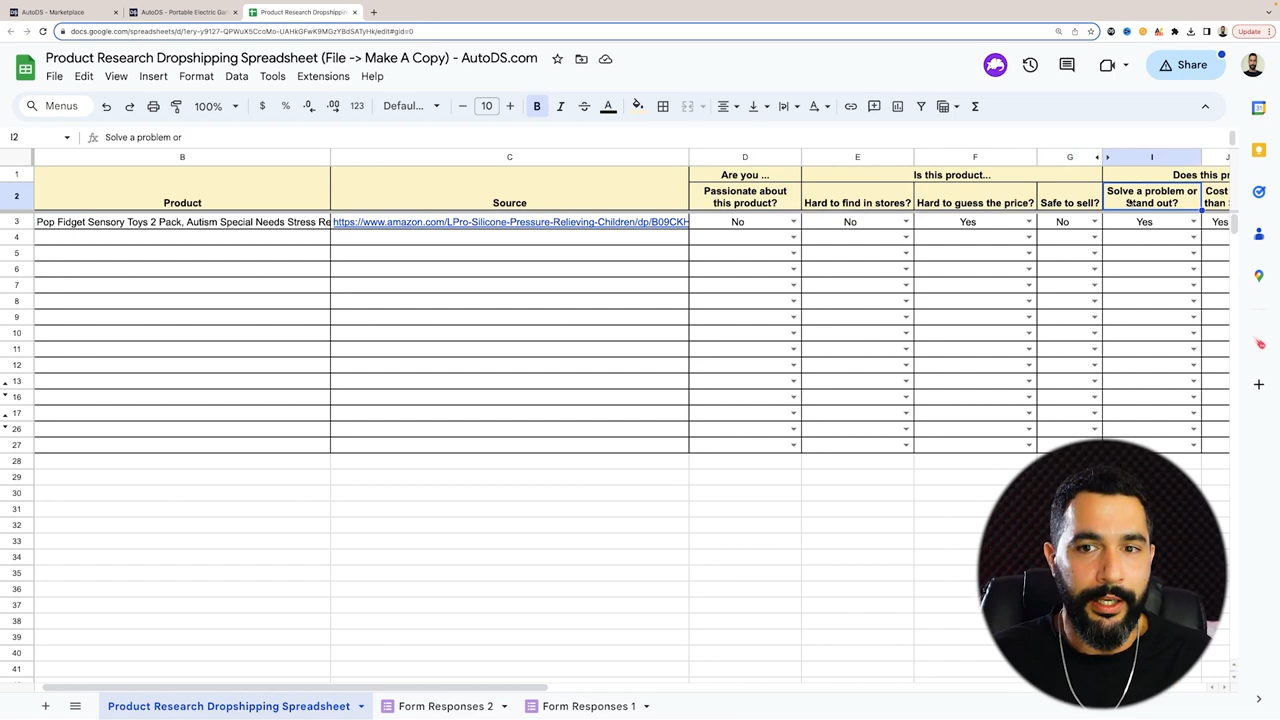 AutoDS - Marketplace
AutoDS - Portable Electric Gar
Product Research Dropshipping
docs.google.com/spreadsheets/d/1ery-y9127-QPWuX5CcoMo-UAHkGFwK9MGzYBdSATyHk/edit#gid=0
Update
Product Research Dropshipping Spreadsheet (File -> Make A Copy) - AutoDS.com
Share
File Edit View Insert Format Data Tools Extensions Help
Menus 100% $ % .0 .00 123 Defaul... 10 B I A
I2 fx Solve a problem or
B C D E F G I J
1 Are you ... Is this product... Does this pr
2 Product Source Passionate about this product? Hard to find in stores? Hard to guess the price? Safe to sell? Solve a problem or stand out? Cost than
3 Pop Fidget Sensory Toys 2 Pack, Autism Special Needs Stress Re https://www.amazon.com/LPro-Silicone-Pressure-Relieving-Children/dp/B09CKH No No Yes No Yes Yes
4
5
6
7
8
9
10
11
12
13
16
17
26
27
28
29
30
31
32
33
34
35
36
37
38
39
40
41
Product Research Dropshipping Spreadsheet Form Responses 2 Form Responses 1